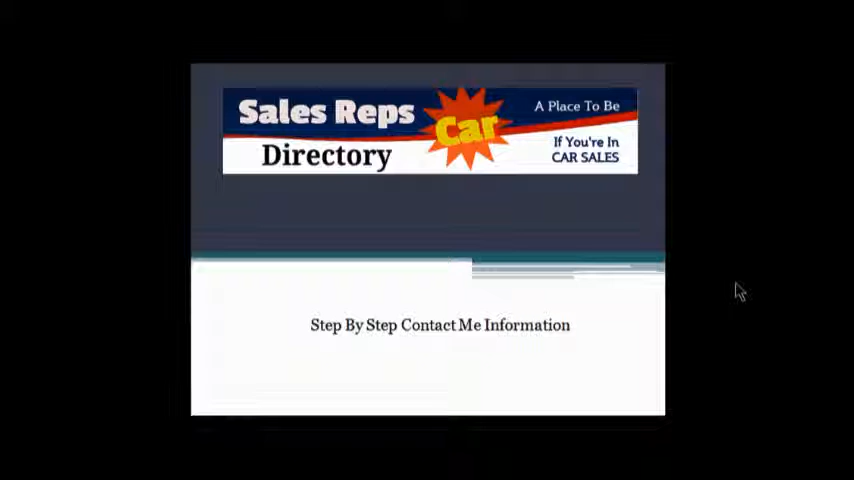 Sales Reps
Car
Directory
A Place To Be
If You're In
CAR SALES
Step By Step Contact Me Information